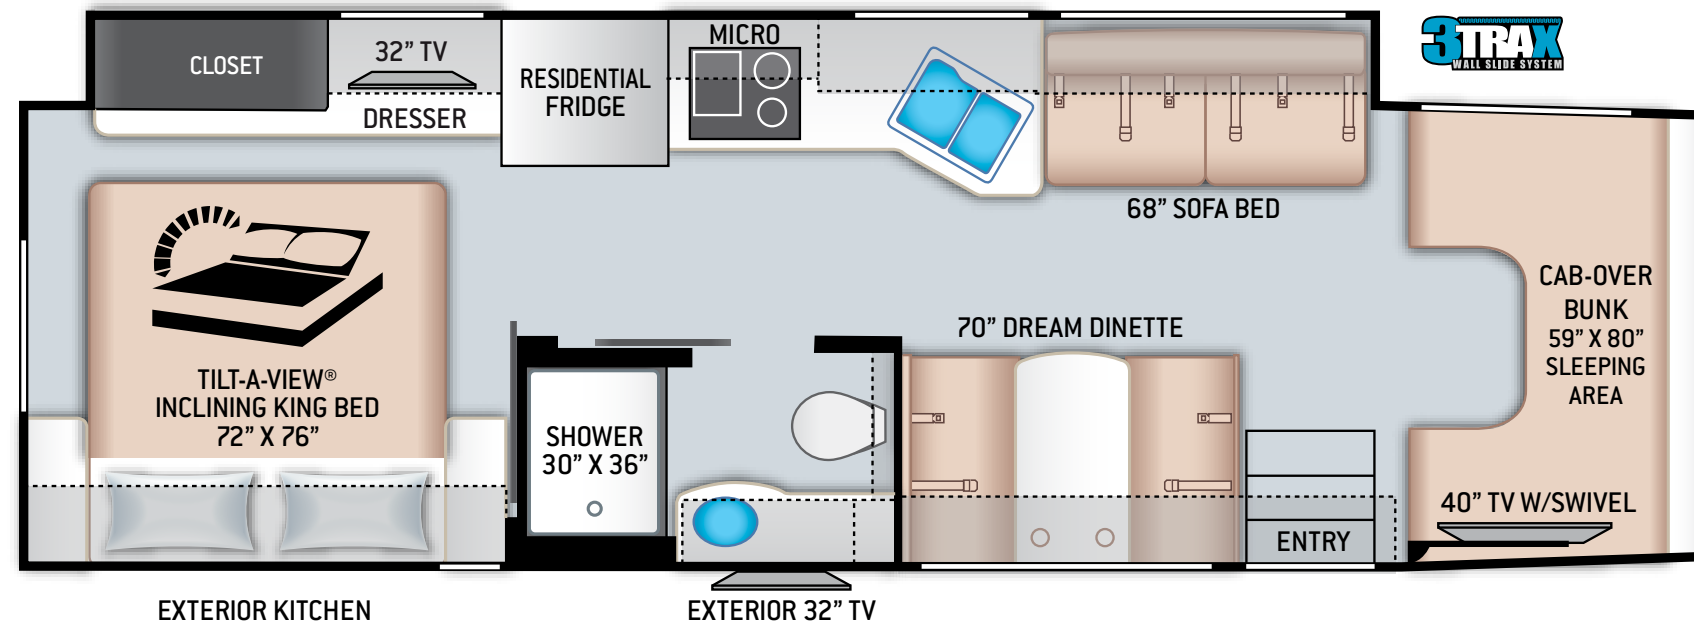 3TRAX
WALL SLIDE SYSTEM
CLOSET
32” TV
DRESSER
RESIDENTIAL
FRIDGE
MICRO
68” SOFA BED
CAB-OVER
BUNK
59” X 80”
SLEEPING
AREA
70” DREAM DINETTE
TILT-A-VIEW®
INCLINING KING BED
72” X 76”
SHOWER
30” X 36”
40” TV W/SWIVEL
ENTRY
EXTERIOR KITCHEN
EXTERIOR 32” TV